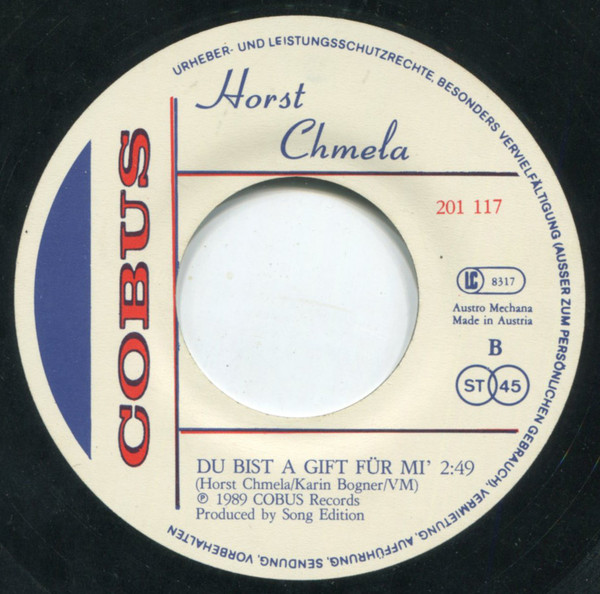 URHEBER- UND LEISTUNGSSCHUTZRECHTE, BESONDERS VERVIELFÄLTIGUNG (AUSSER ZUM PERSÖNLICHEN GEBRAUCH), VERMIETUNG, AUFFÜHRUNG, SENDUNG, VORBEHALTEN
Horst
Chmela
COBUS
201 117
LC 8317
Austro Mechana
Made in Austria
B
ST 45
DU BIST A GIFT FÜR MI' 2:49
(Horst Chmela/Karin Bogner/VM)
℗ 1989 COBUS Records
Produced by Song Edition